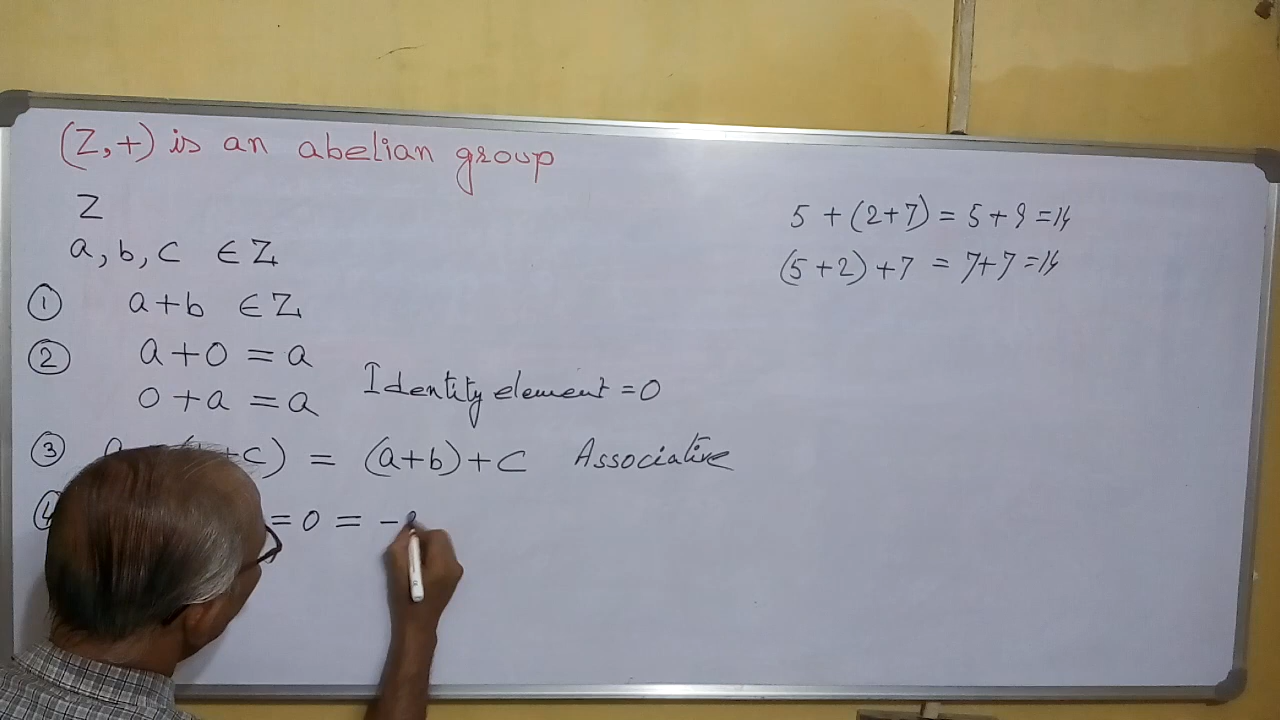 (Z,+) is an abelian group
Z
a, b, c ∈ Z
① a+b ∈ Z
② a+0 = a
0+a = a
Identity element = 0
③ +c) = (a+b)+c Associative
= 0 = -
5 + (2+7) = 5+9 = 14
(5+2)+7 = 7+7 = 14